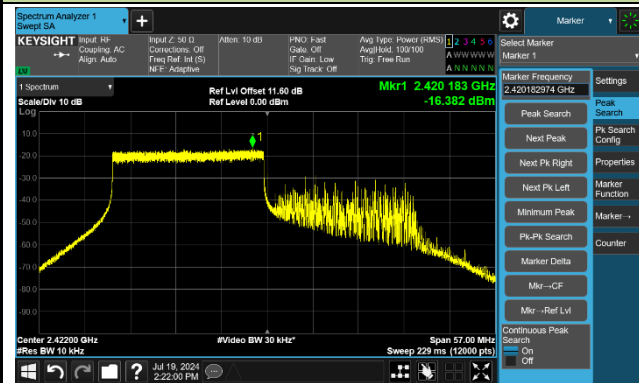 Spectrum Analyzer 1
Swept SA
Marker
KEYSIGHT
Input: RF
Coupling: AC
Align: Auto
Input Z: 50 Ω
Corrections: Off
Freq Ref: Int (S)
NFE: Adaptive
Atten: 10 dB
PNO: Fast
Gate: Off
IF Gain: Low
Sig Track: Off
Avg Type: Power (RMS)
Avg|Hold: 100/100
Trig: Free Run
1 2 3 4 5 6
A W W W W W
A N N N N N
LV
Select Marker
Marker 1
1 Spectrum
Scale/Div 10 dB
Log
Ref Lvl Offset 11.60 dB
Ref Level 0.00 dBm
Mkr1 2.420 183 GHz
-16.382 dBm
1
-10.0
-20.0
-30.0
-40.0
-50.0
-60.0
-70.0
-80.0
-90.0
Center 2.42200 GHz
#Res BW 10 kHz
#Video BW 30 kHz*
Span 57.00 MHz
Sweep 229 ms (12000 pts)
Marker Frequency
2.420182974 GHz
Peak Search
Next Peak
Next Pk Right
Next Pk Left
Minimum Peak
Pk-Pk Search
Marker Delta
Mkr→CF
Mkr→Ref Lvl
Continuous Peak
Search
On
Off
Settings
Peak
Search
Pk Search
Config
Properties
Marker
Function
Marker→
Counter
Jul 19, 2024
2:22:00 PM